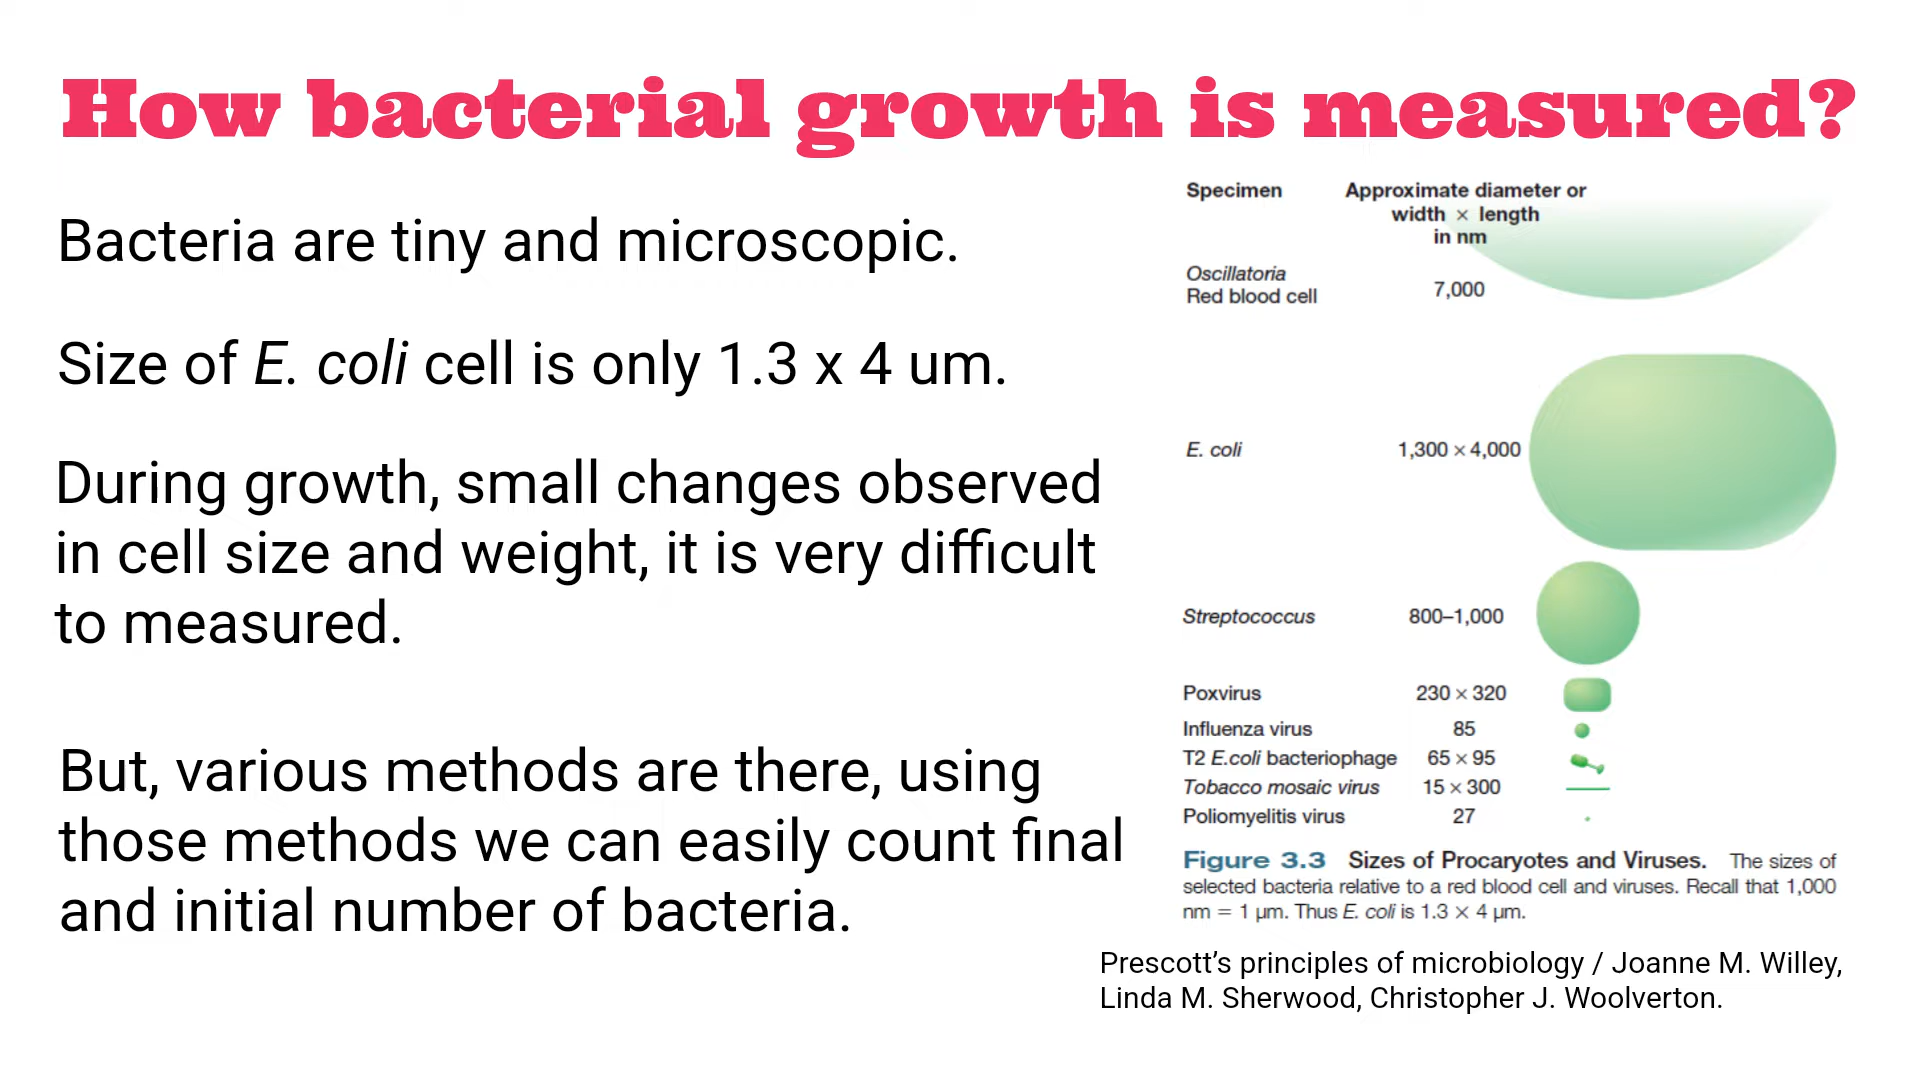 How bacterial growth is measured?
Bacteria are tiny and microscopic.
Size of E. coli cell is only 1.3 x 4 um.
During growth, small changes observed
in cell size and weight, it is very difficult
to measured.
But, various methods are there, using
those methods we can easily count final
and initial number of bacteria.
Specimen Approximate diameter or
width × length
in nm
Oscillatoria
Red blood cell 7,000
E. coli 1,300 × 4,000
Streptococcus 800–1,000
Poxvirus 230 × 320
Influenza virus 85
T2 E.coli bacteriophage 65 × 95
Tobacco mosaic virus 15 × 300
Poliomyelitis virus 27
Figure 3.3 Sizes of Procaryotes and Viruses. The sizes of
selected bacteria relative to a red blood cell and viruses. Recall that 1,000
nm = 1 μm. Thus E. coli is 1.3 × 4 μm.
Prescott’s principles of microbiology / Joanne M. Willey,
Linda M. Sherwood, Christopher J. Woolverton.